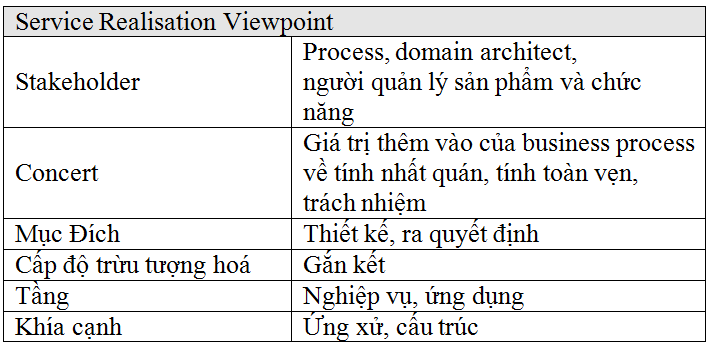 Service Realisation Viewpoint
Stakeholder
Process, domain architect,
người quản lý sản phẩm và chức
năng
Concert
Giá trị thêm vào của business process
về tính nhất quán, tính toàn vẹn,
trách nhiệm
Mục Đích
Thiết kế, ra quyết định
Cấp độ trừu tượng hoá
Gắn kết
Tầng
Nghiệp vụ, ứng dụng
Khía cạnh
Ứng xử, cấu trúc